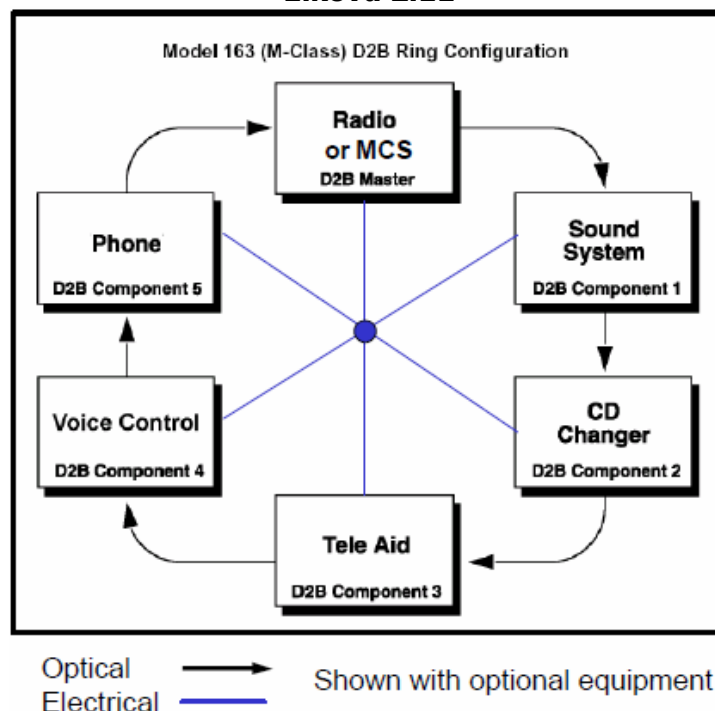 Model 163 (M-Class) D2B Ring Configuration
Radio
or MCS
D2B Master
Sound
System
D2B Component 1
CD
Changer
D2B Component 2
Tele Aid
D2B Component 3
Voice Control
D2B Component 4
Phone
D2B Component 5
Optical
Electrical
Shown with optional equipment